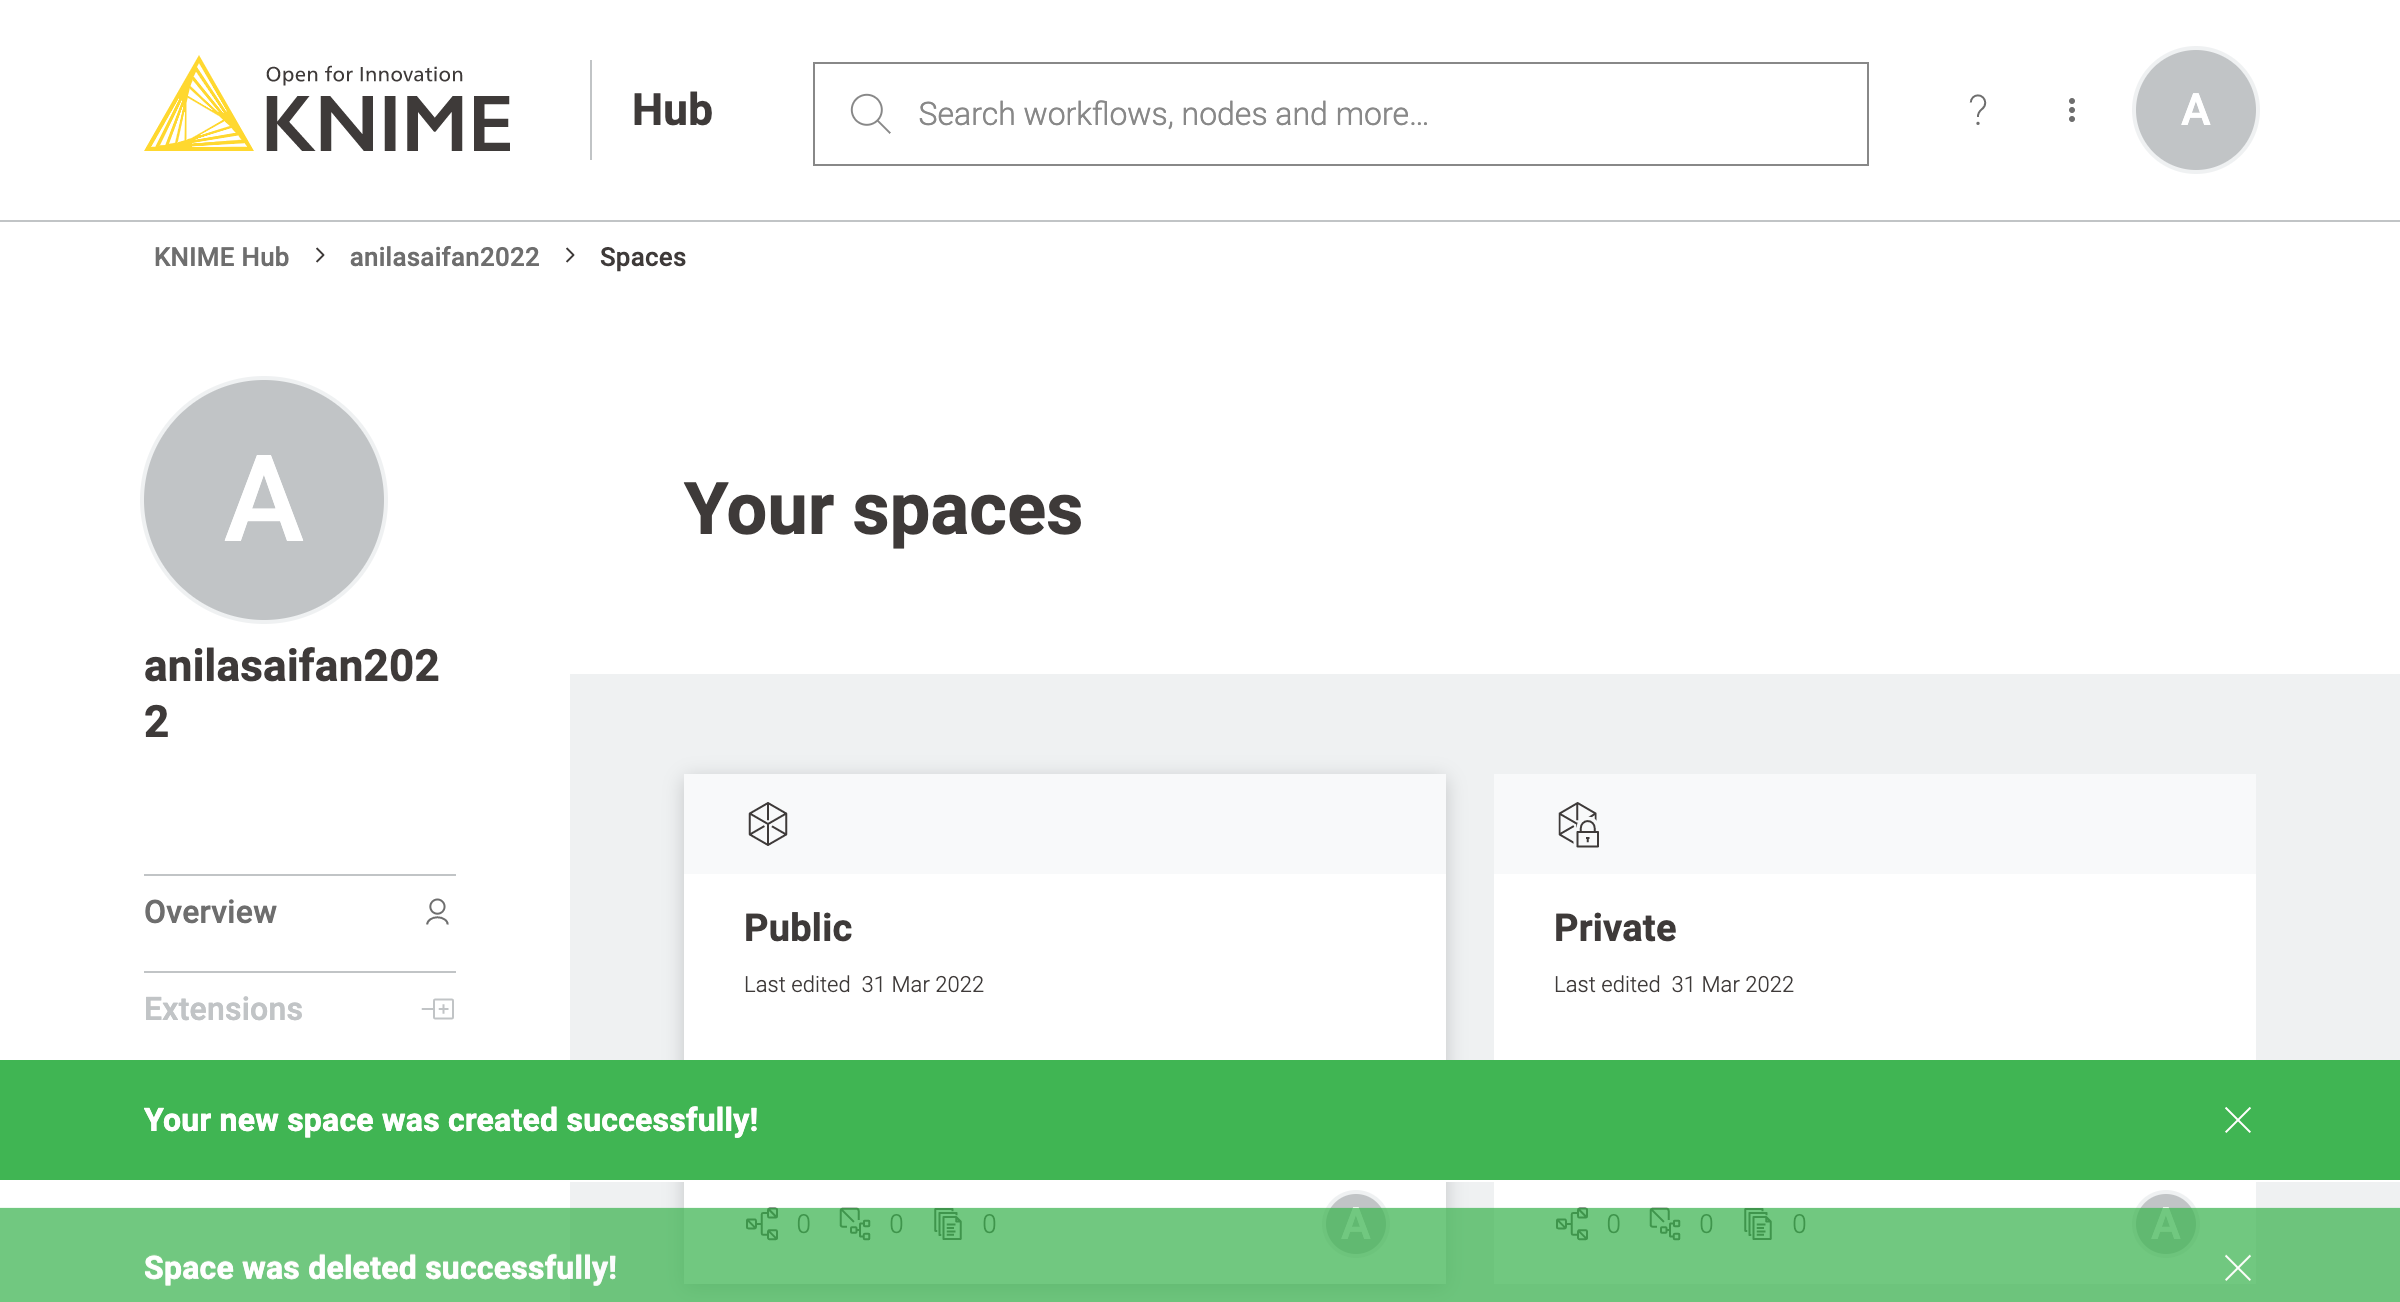 Open for Innovation
KNIME
Hub
Search workflows, nodes and more...
?
A
KNIME Hub > anilasaifan2022 > Spaces
A
Your spaces
anilasaifan202
2
Overview
Extensions
Public
Last edited 31 Mar 2022
Private
Last edited 31 Mar 2022
Your new space was created successfully!
0 0 0 A
0 0 0 A
Space was deleted successfully!